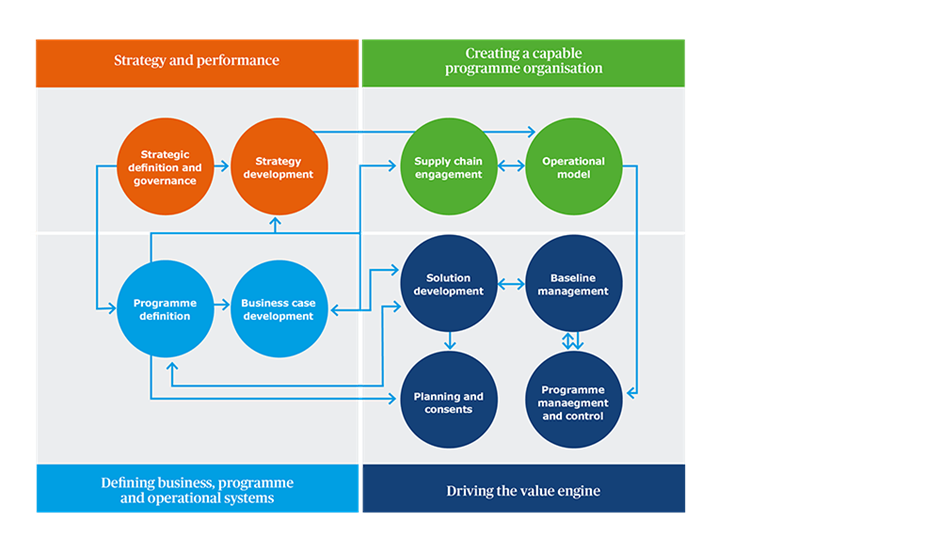 Strategy and performance
Creating a capable
programme organisation
Strategic
definition and
governance
Strategy
development
Supply chain
engagement
Operational
model
Programme
definition
Business case
development
Solution
development
Baseline
management
Planning and
consents
Programme
manaegment
and control
Defining business, programme
and operational systems
Driving the value engine